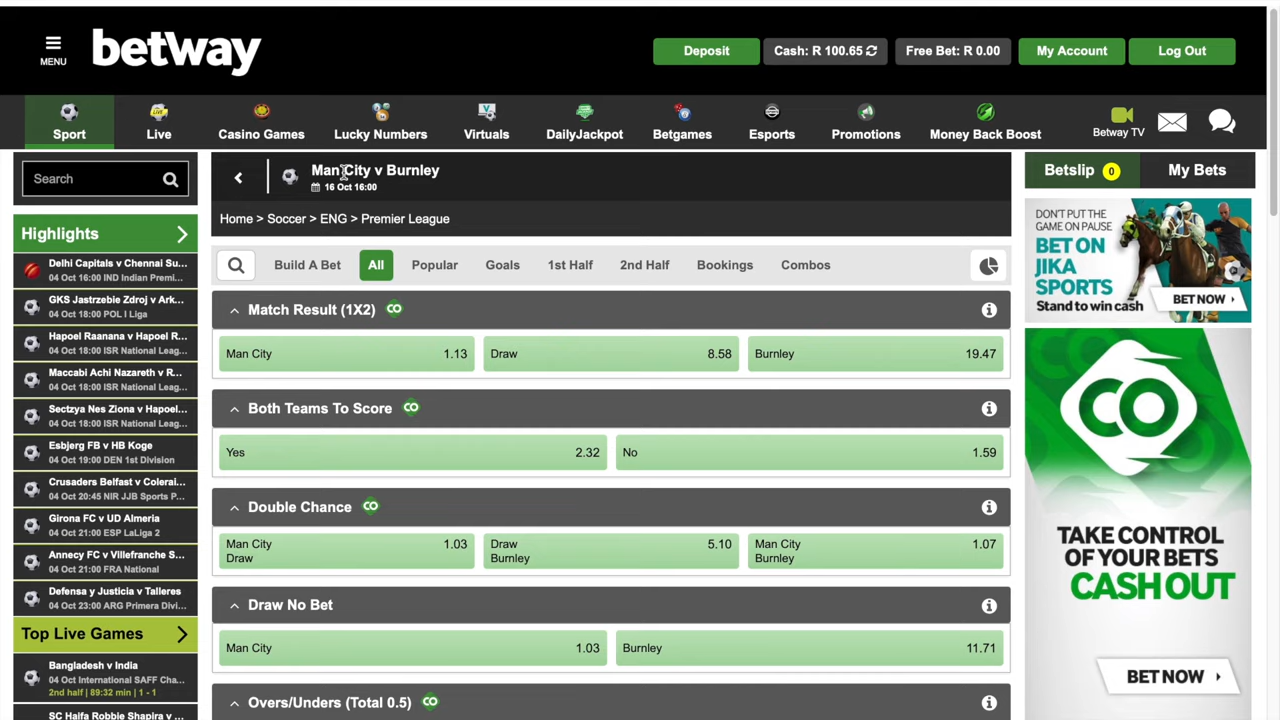 MENU
betway
Deposit
Cash: R 100.65
Free Bet: R 0.00
My Account
Log Out
Sport
LIVE
Live
Casino Games
Lucky Numbers
Virtuals
DailyJackpot
Betgames
Esports
Promotions
Money Back Boost
Betway TV
Search
Man City v Burnley
16 Oct 16:00
Betslip 0
My Bets
Home > Soccer > ENG > Premier League
Highlights
Delhi Capitals v Chennai Su...
04 Oct 16:00 IND Indian Premi...
GKS Jastrzebie Zdroj v Ark...
04 Oct 18:00 POL I Liga
Hapoel Raanana v Hapoel R...
04 Oct 18:00 ISR National Leag...
Maccabi Achi Nazareth v R...
04 Oct 18:00 ISR National Leag...
Sectzya Nes Ziona v Hapoel...
04 Oct 18:00 ISR National Leag...
Esbjerg FB v HB Koge
04 Oct 19:00 DEN 1st Division
Crusaders Belfast v Colerai...
04 Oct 20:45 NIR JJB Sports P...
Girona FC v UD Almeria
04 Oct 21:00 ESP LaLiga 2
Annecy FC v Villefranche S...
04 Oct 21:00 FRA National
Defensa y Justicia v Talleres
04 Oct 23:00 ARG Primera Divi...
Top Live Games
Bangladesh v India
04 Oct International SAFF Cha...
2nd half | 89:32 min | 1 - 1
SC Haifa Robbie Shapira v ...
Build A Bet
All
Popular
Goals
1st Half
2nd Half
Bookings
Combos
Match Result (1X2) CO
Man City 1.13
Draw 8.58
Burnley 19.47
Both Teams To Score CO
Yes 2.32
No 1.59
Double Chance CO
Man City 1.03
Draw
Draw 5.10
Burnley
Man City 1.07
Burnley
Draw No Bet
Man City 1.03
Burnley 11.71
Overs/Unders (Total 0.5) CO
DON'T PUT THE
GAME ON PAUSE
BET ON
JIKA
SPORTS
Stand to win cash
BET NOW
CO
TAKE CONTROL
OF YOUR BETS
CASH OUT
BET NOW